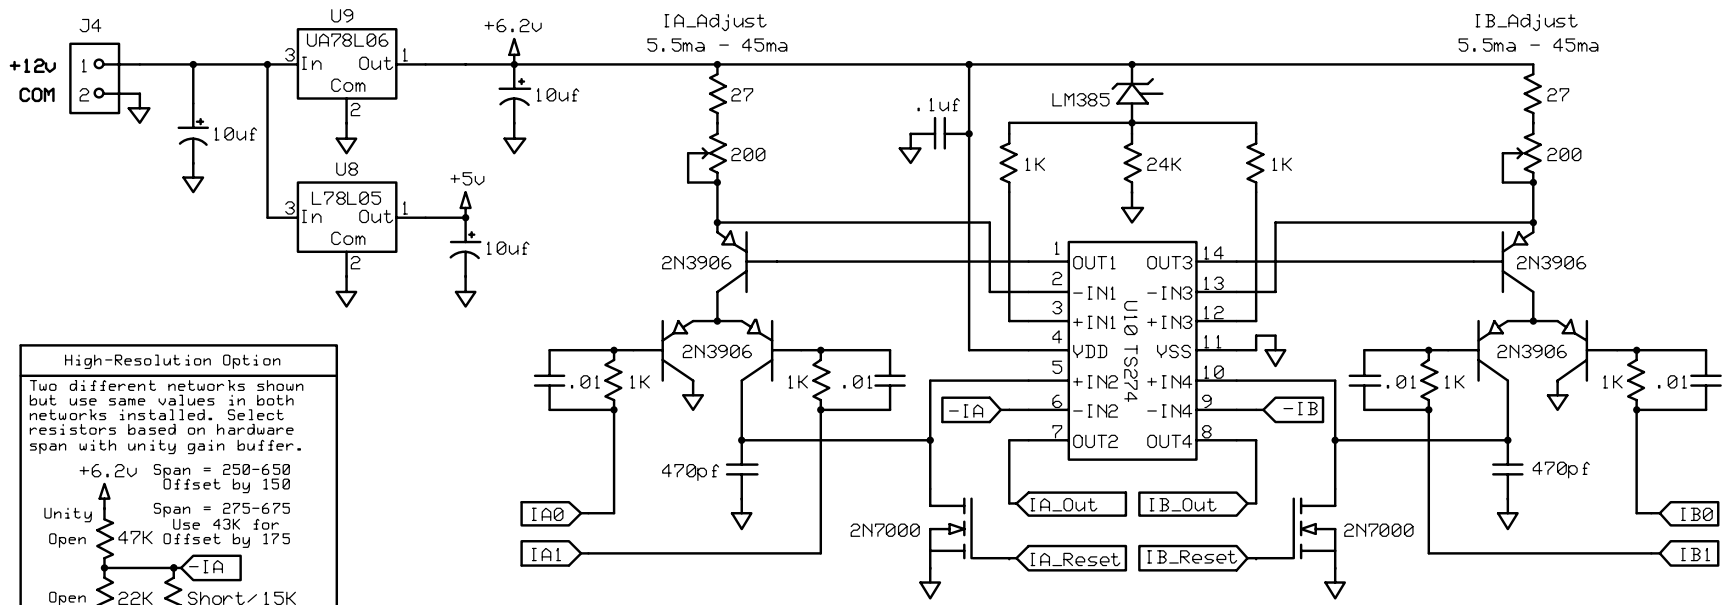 J4
+12v
COM
1
2
10uf
U9
UA78L06
3
In
Out
1
Com
2
+6.2v
10uf
U8
L78L05
3
In
Out
1
Com
2
+5v
10uf
IA_Adjust
5.5ma - 45ma
27
200
2N3906
2N3906
.01
1K
1K
.01
470pf
IA0
IA1
.1uf
LM385
1K
24K
1K
1
OUT1
2
-IN1
3
+IN1
4
VDD
5
+IN2
6
-IN2
7
OUT2
U10 TS274
OUT3
14
-IN3
13
+IN3
12
VSS
11
+IN4
10
-IN4
9
OUT4
8
-IA
-IB
IA_Out
IB_Out
2N7000
IA_Reset
IB_Reset
2N7000
IB_Adjust
5.5ma - 45ma
27
200
2N3906
2N3906
.01
1K
1K
.01
470pf
IB0
IB1
High-Resolution Option
Two different networks shown
but use same values in both
networks installed. Select
resistors based on hardware
span with unity gain buffer.
+6.2v
Span = 250-650
Offset by 150
Span = 275-675
Use 43K for
Offset by 175
Unity
Open
47K
-IA
Open
22K
Short/15K